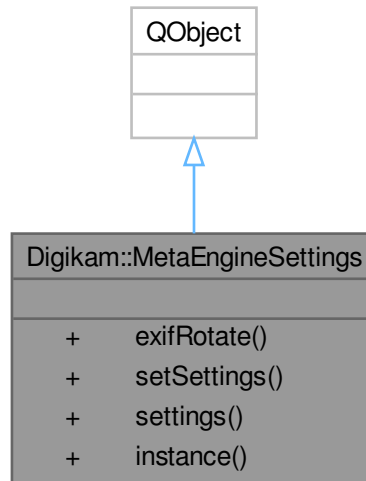 QObject
Digikam::MetaEngineSettings
+ exifRotate()
+ setSettings()
+ settings()
+ instance()